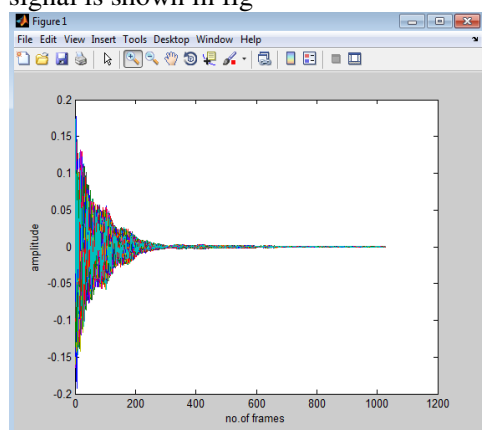 signal is shown in fig
Figure 1
File Edit View Insert Tools Desktop Window Help
0.2
0.15
0.1
0.05
0
-0.05
-0.1
-0.15
-0.2
amplitude
0 200 400 600 800 1000 1200
no.of frames